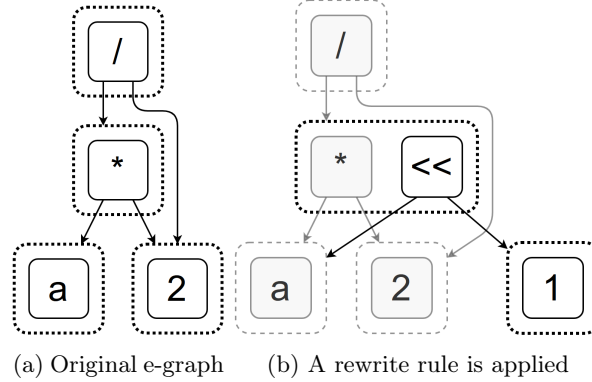 /
/
*
* <<
a 2
a 2 1
(a) Original e-graph
(b) A rewrite rule is applied